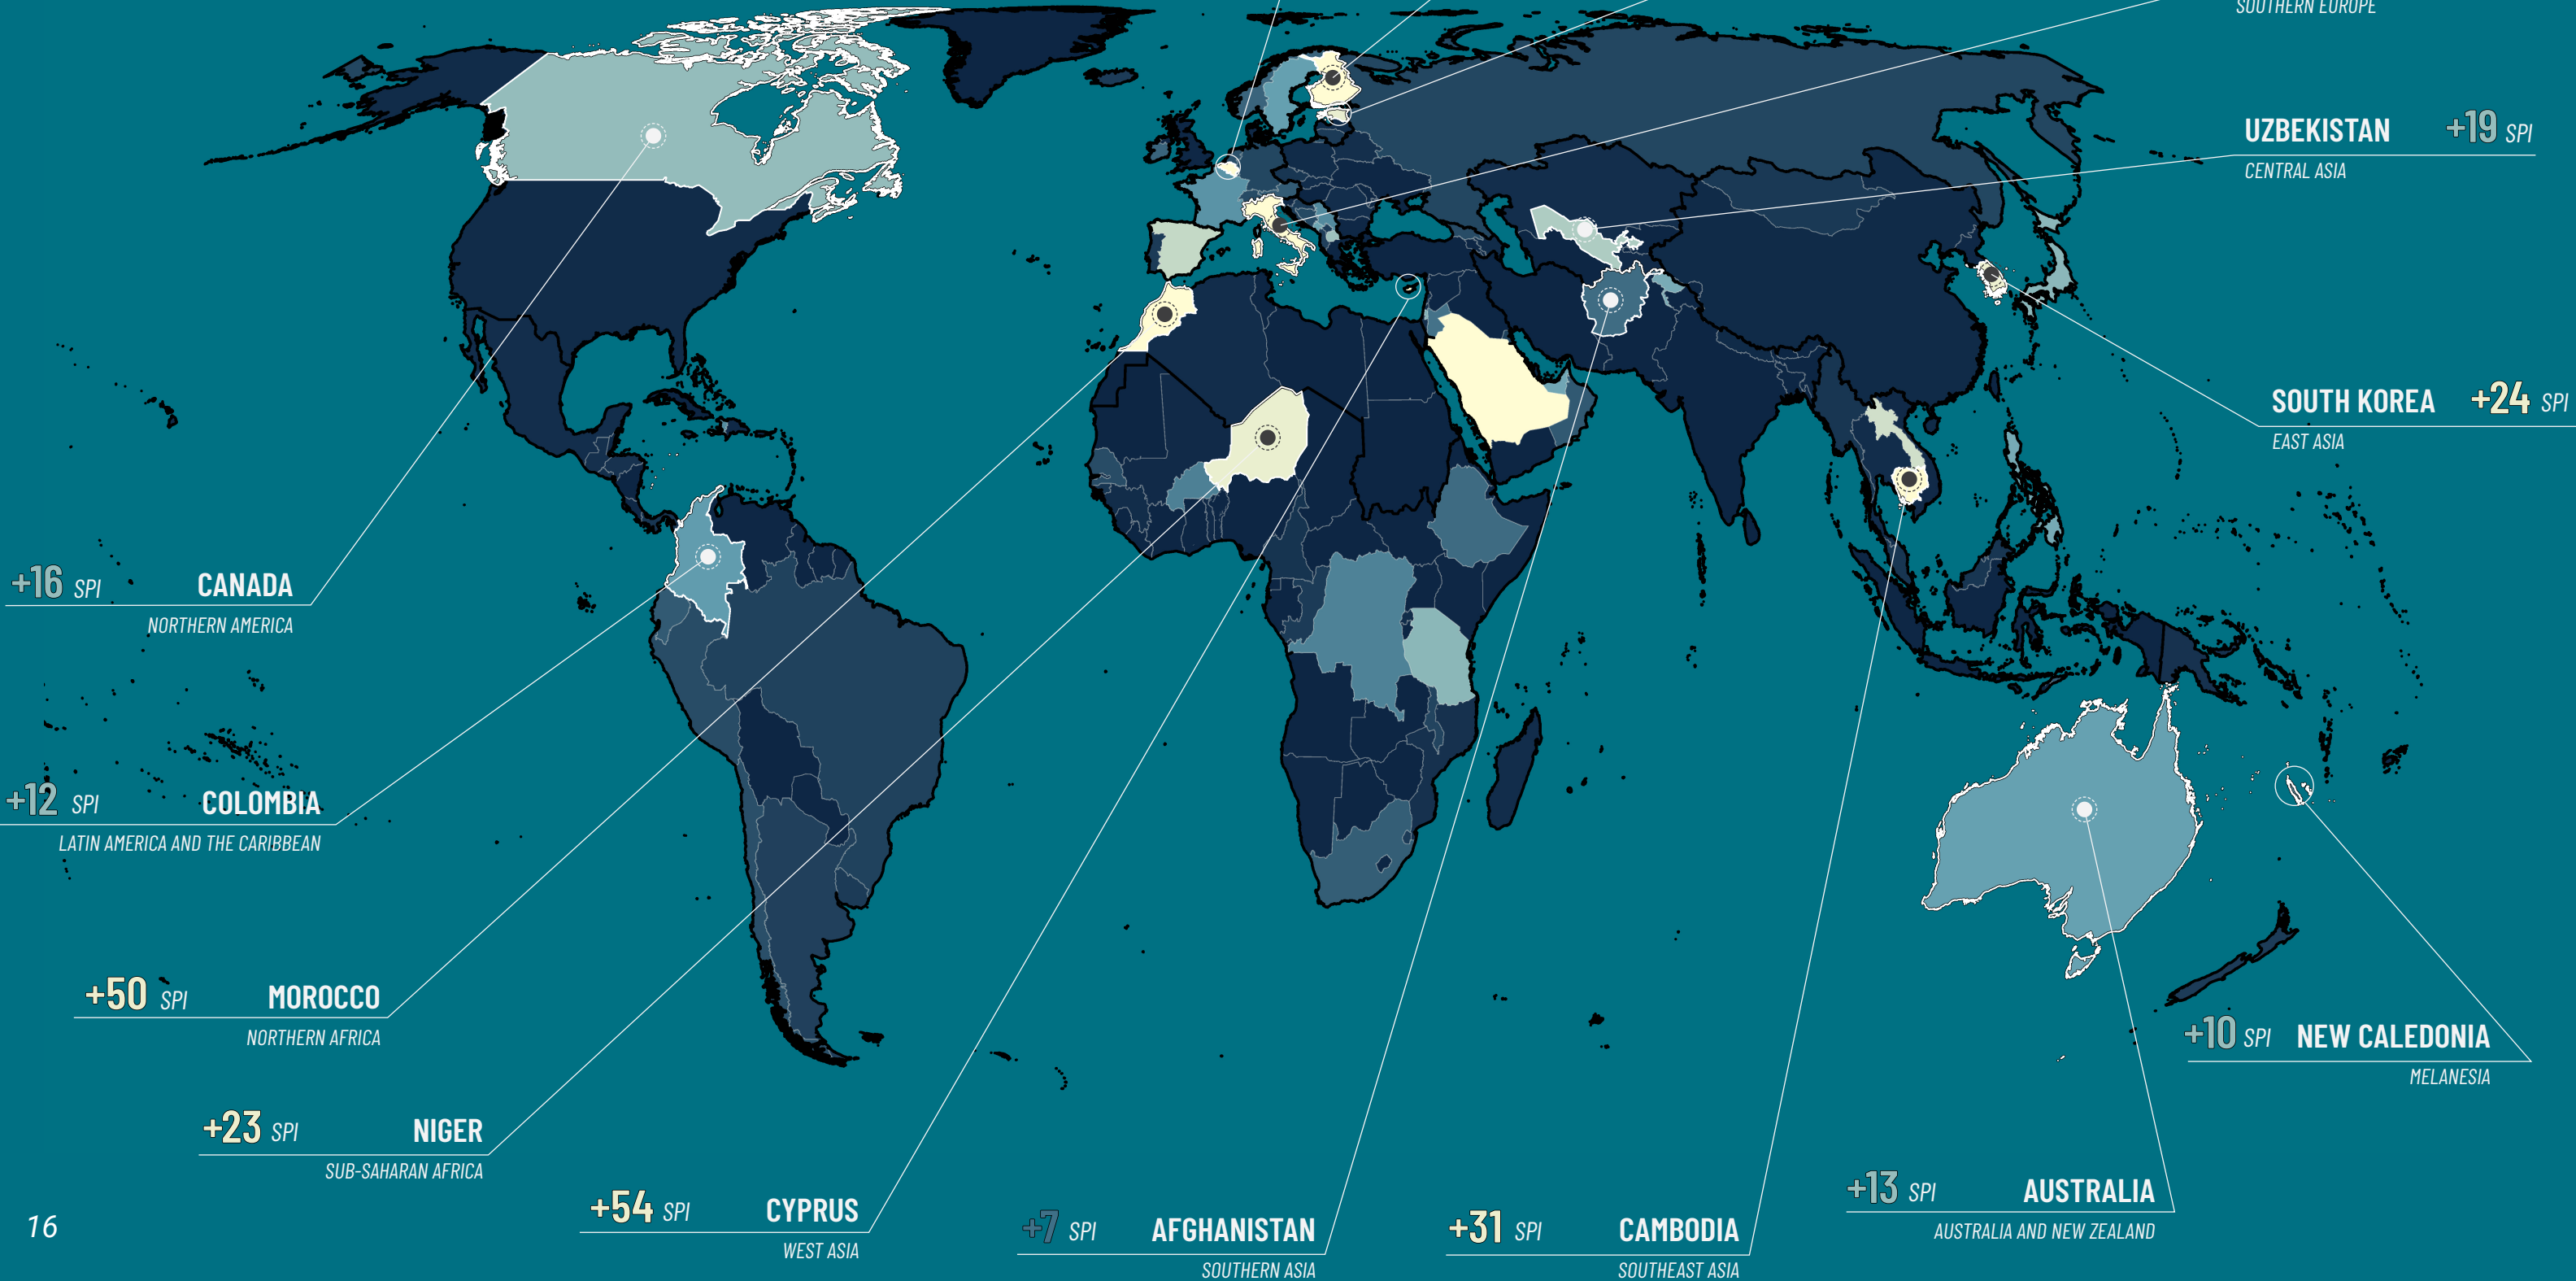 SOUTHERN EUROPE
UZBEKISTAN +19 SPI
CENTRAL ASIA
SOUTH KOREA +24 SPI
EAST ASIA
+16 SPI CANADA
NORTHERN AMERICA
+12 SPI COLOMBIA
LATIN AMERICA AND THE CARIBBEAN
+50 SPI MOROCCO
NORTHERN AFRICA
+10 SPI NEW CALEDONIA
MELANESIA
+23 SPI NIGER
SUB-SAHARAN AFRICA
+54 SPI CYPRUS
WEST ASIA
+7 SPI AFGHANISTAN
SOUTHERN ASIA
+31 SPI CAMBODIA
SOUTHEAST ASIA
+13 SPI AUSTRALIA
AUSTRALIA AND NEW ZEALAND
16